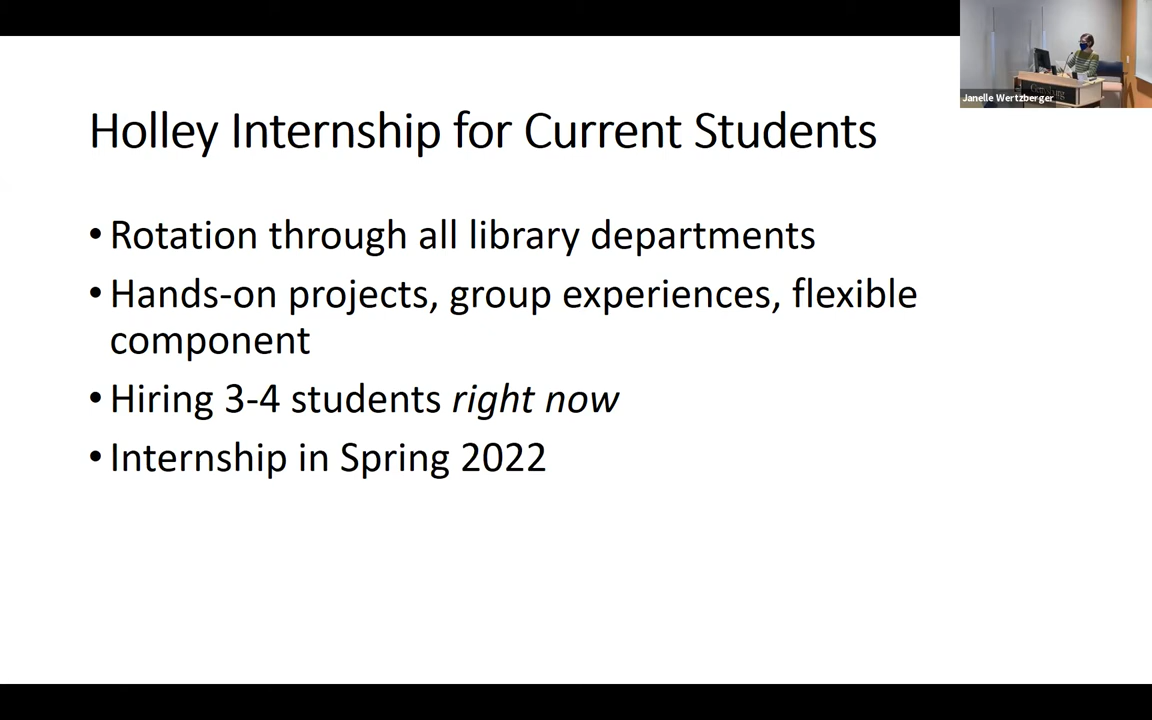 Janelle Wertzberger
Holley Internship for Current Students
• Rotation through all library departments
• Hands-on projects, group experiences, flexible
component
• Hiring 3-4 students right now
• Internship in Spring 2022